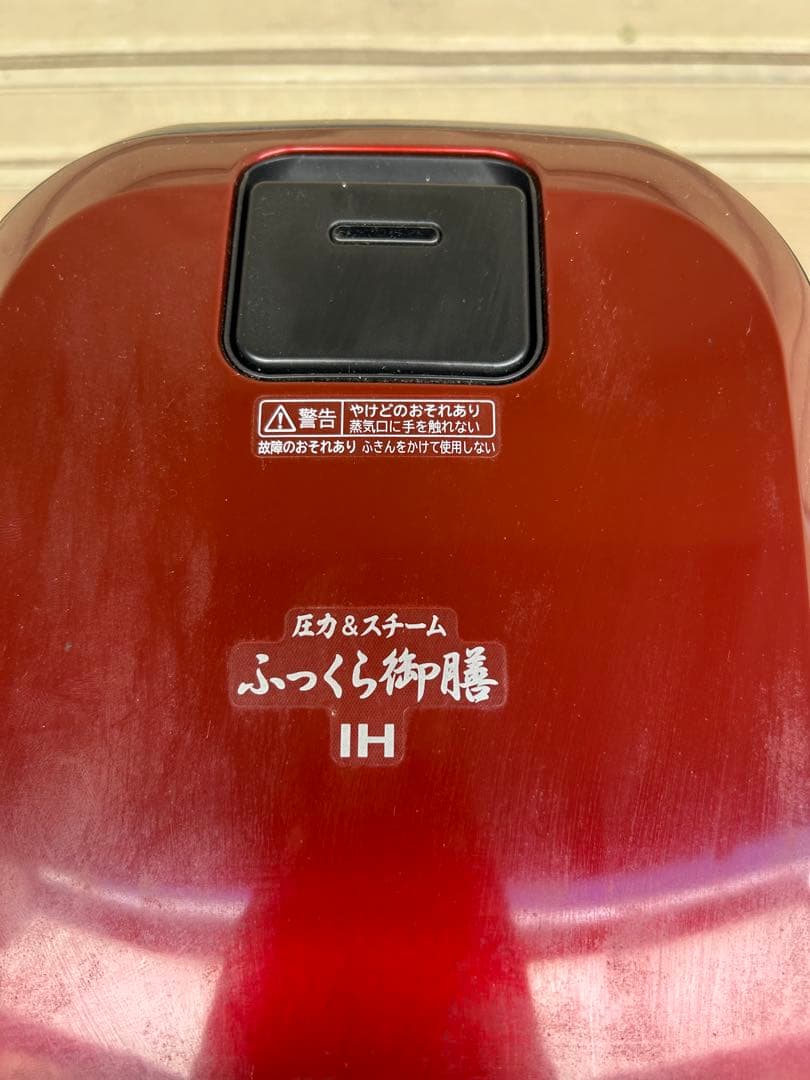 警告
やけどのおそれあり
蒸気口に手を触れない
故障のおそれあり ふきんをかけて使用しない
圧力&スチーム
ふっくら御膳
IH